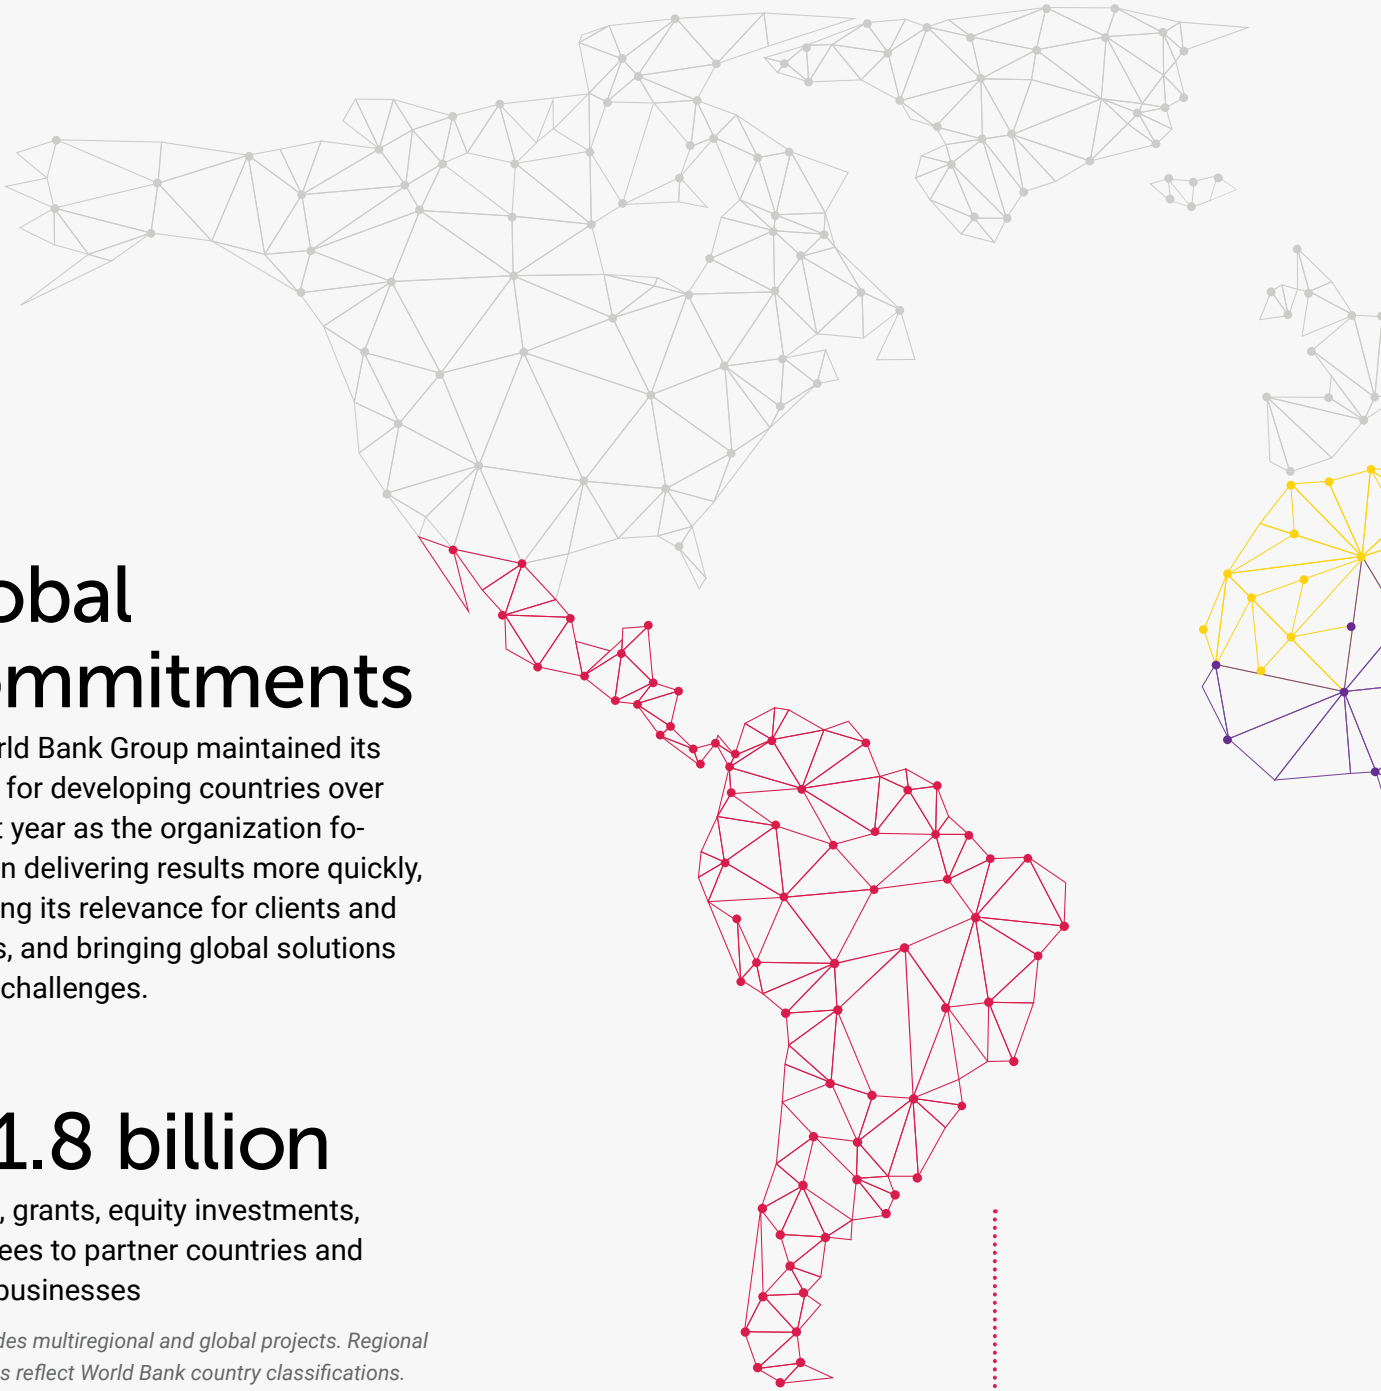 obal
ommitments
rld Bank Group maintained its
for developing countries over
t year as the organization fo-
n delivering results more quickly,
ng its relevance for clients and
s, and bringing global solutions
challenges.
1.8 billion
, grants, equity investments,
ees to partner countries and
businesses
des multiregional and global projects. Regional
s reflect World Bank country classifications.